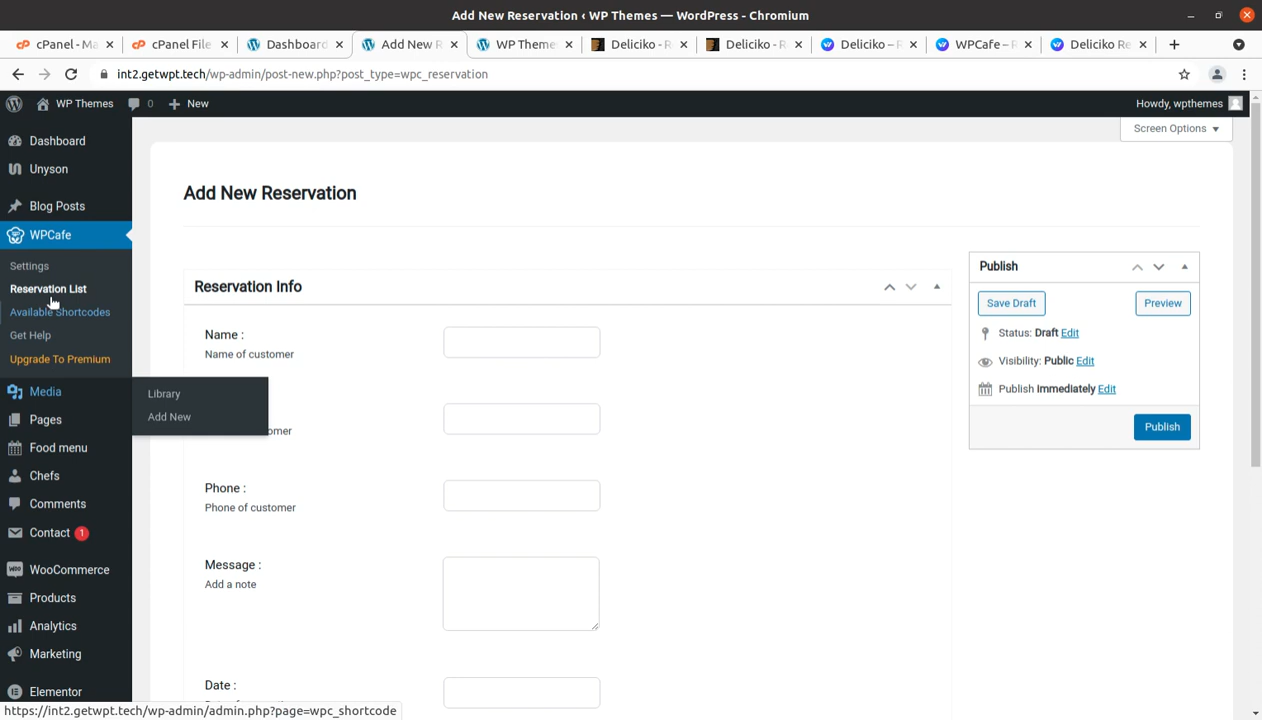 Add New Reservation ‹ WP Themes — WordPress - Chromium
cPanel - Ma
cPanel File
Dashboard
Add New R
WP Theme
Deliciko - R
Deliciko - R
Deliciko – R
WPCafe – R
Deliciko Re
int2.getwpt.tech/wp-admin/post-new.php?post_type=wpc_reservation
WP Themes
0
New
Howdy, wpthemes
Screen Options
Dashboard
Unyson
Blog Posts
WPCafe
Settings
Reservation List
Available Shortcodes
Get Help
Upgrade To Premium
Media
Library
Add New
Pages
Food menu
Chefs
Comments
Contact 1
WooCommerce
Products
Analytics
Marketing
Elementor
Add New Reservation
Reservation Info
Name :
Name of customer
omer
Phone :
Phone of customer
Message :
Add a note
Date :
Publish
Save Draft
Preview
Status: Draft Edit
Visibility: Public Edit
Publish Immediately Edit
Publish
https://int2.getwpt.tech/wp-admin/admin.php?page=wpc_shortcode